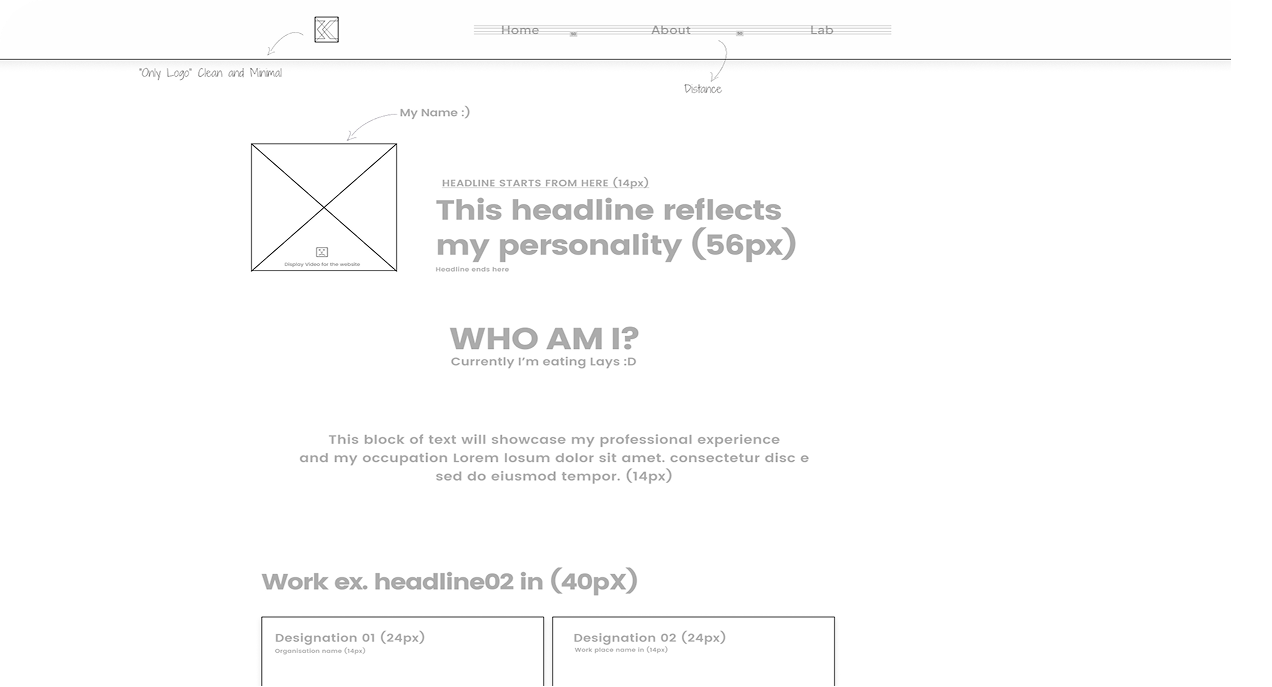 Home About Lab
"Only Logo" Clean and Minimal
Distance
My Name :)
HEADLINE STARTS FROM HERE (14px)
This headline reflects
my personality (56px)
Display Video for the website
Headline ends here
WHO AM I?
Currently I'm eating Lays :D
This block of text will showcase my professional experience
and my occupation Lorem Iosum dolor sit amet. consectetur disc e
sed do eiusmod tempor. (14px)
Work ex. headline02 in (40pX)
Designation 01 (24px)
Organisation name (14px)
Designation 02 (24px)
Work place name in (14px)